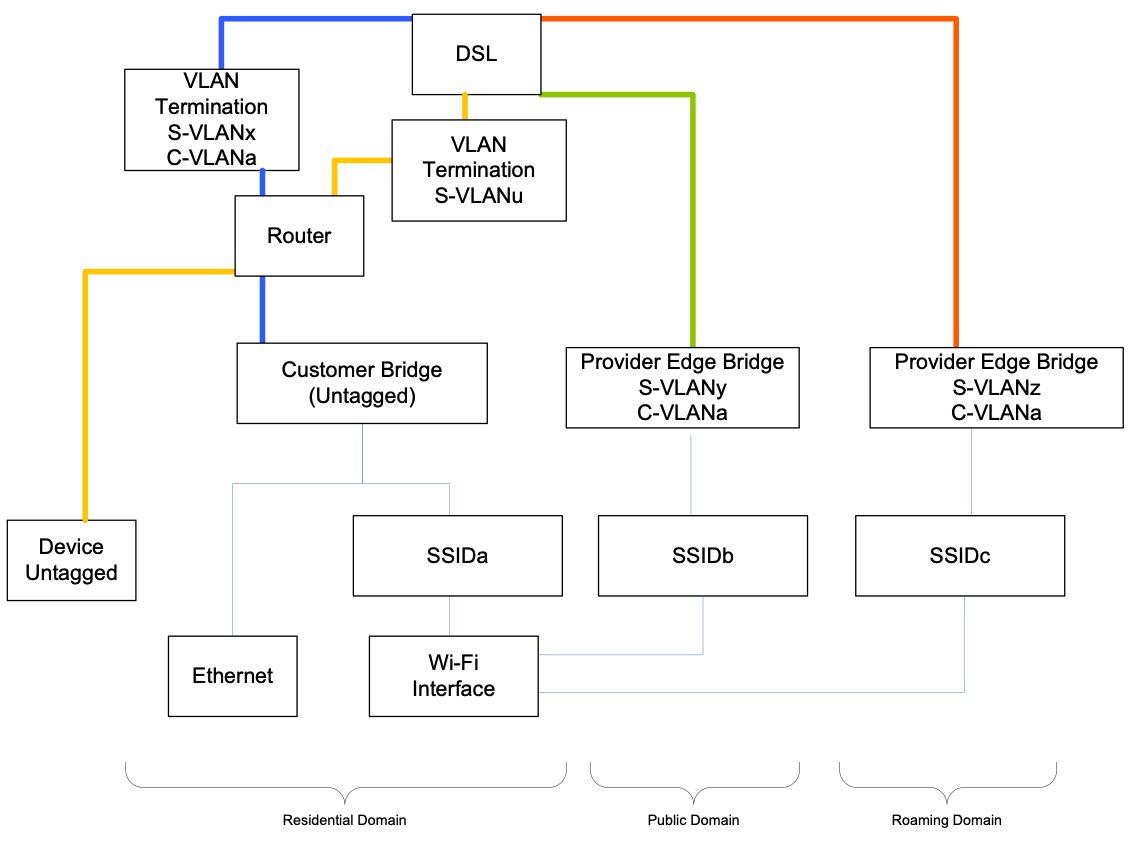 DSL
VLAN
Termination
S-VLANx
C-VLANa
VLAN
Termination
S-VLANu
Router
Customer Bridge
(Untagged)
Provider Edge Bridge
S-VLANy
C-VLANa
Provider Edge Bridge
S-VLANz
C-VLANa
Device
Untagged
SSIDa
SSIDb
SSIDc
Ethernet
Wi-Fi
Interface
Residential Domain
Public Domain
Roaming Domain